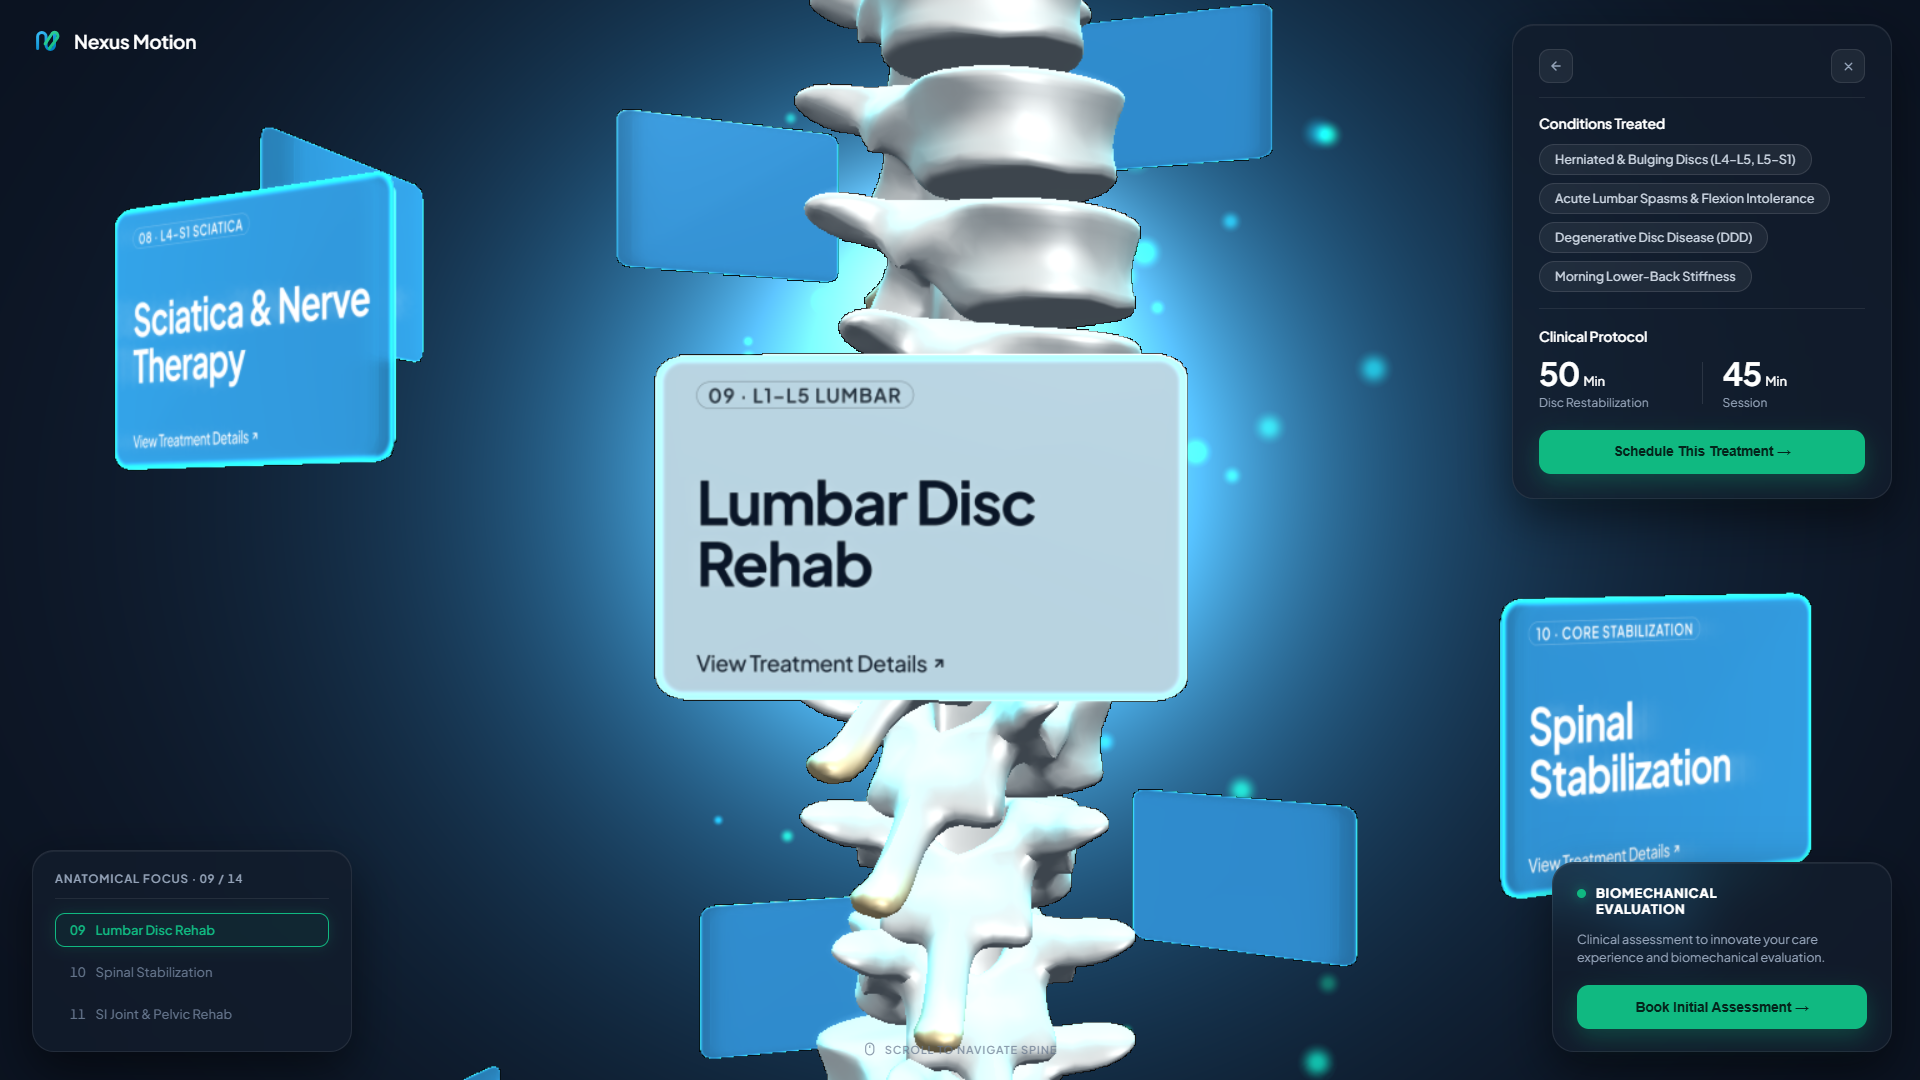 Nexus Motion
08 · L4–S1 SCIATICA
Sciatica & Nerve
Therapy
View Treatment Details ↗
09 · L1–L5 LUMBAR
Lumbar Disc
Rehab
View Treatment Details ↗
Conditions Treated
Herniated & Bulging Discs (L4–L5, L5–S1)
Acute Lumbar Spasms & Flexion Intolerance
Degenerative Disc Disease (DDD)
Morning Lower-Back Stiffness
Clinical Protocol
50 Min
Disc Restabilization
45 Min
Session
Schedule This Treatment →
10 · CORE STABILIZATION
Spinal
Stabilization
View Treatment Details ↗
ANATOMICAL FOCUS · 09 / 14
09 Lumbar Disc Rehab
10 Spinal Stabilization
11 SI Joint & Pelvic Rehab
SCROLL TO NAVIGATE SPINE
BIOMECHANICAL
EVALUATION
Clinical assessment to innovate your care
experience and biomechanical evaluation.
Book Initial Assessment →